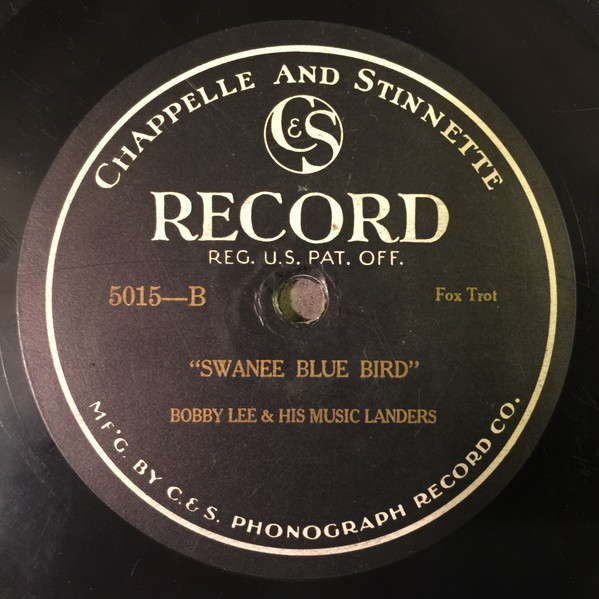 CHAPPELLE AND STINNETTE
C&S
RECORD
REG. U.S. PAT. OFF.
5015—B
Fox Trot
“SWANEE BLUE BIRD”
BOBBY LEE & HIS MUSIC LANDERS
MF'G. BY C. & S. PHONOGRAPH RECORD CO.